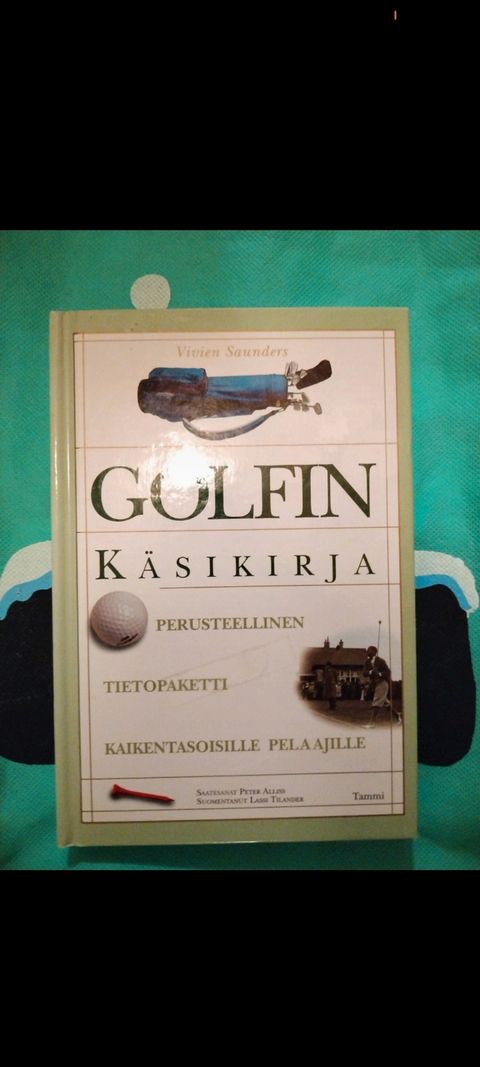 Vivien Saunders
GOLFIN
KÄSIKIRJA
PERUSTEELLINEN
TIETOPAKETTI
KAIKENTASOISILLE PELAAJILLE
SAATESANAT PETER ALLISS
SUOMENTANUT LASSI TILANDER
Tammi